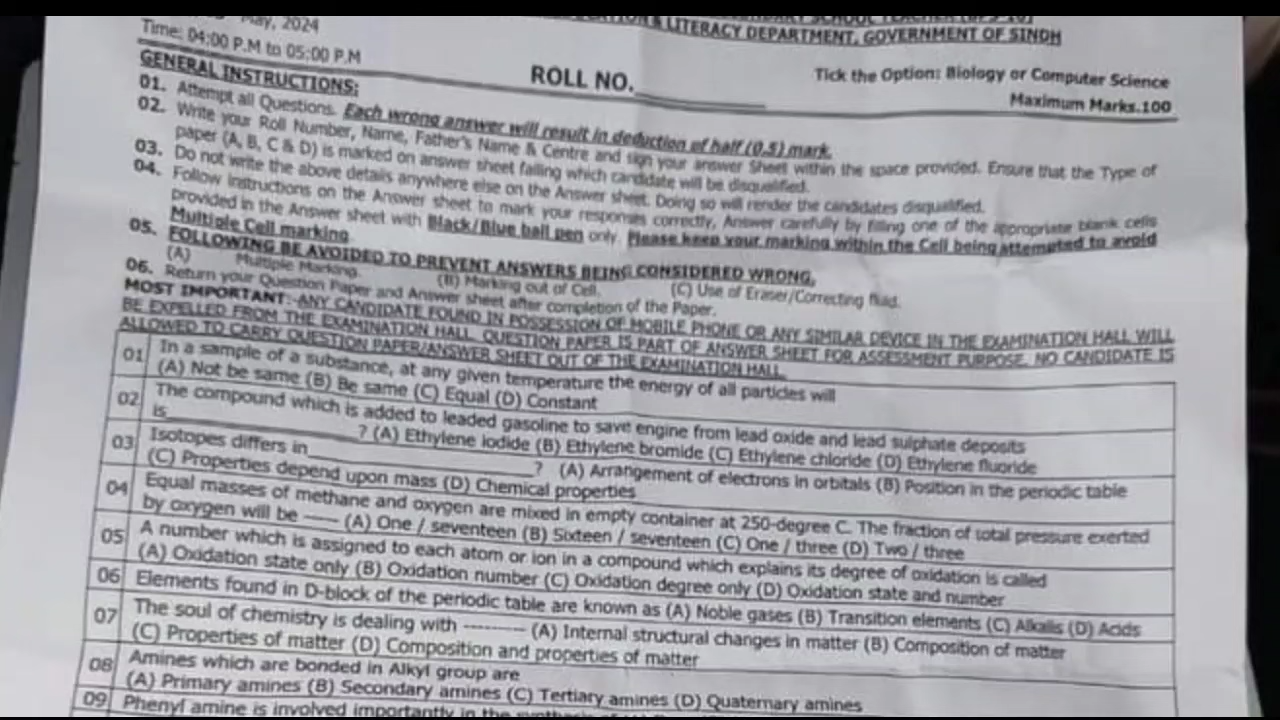 May, 2024
& LITERACY DEPARTMENT, GOVERNMENT OF SINDH
Time: 04:00 P.M to 05:00 P.M
ROLL NO.
Tick the Option: Biology or Computer Science
Maximum Marks.100
GENERAL INSTRUCTIONS:
01. Attempt all Questions. Each wrong answer will result in deduction of half (0.5) mark.
02. Write your Roll Number, Name, Father's Name & Centre and sign your answer Sheet within the space provided. Ensure that the Type of
paper (A, B, C & D) is marked on answer sheet failing which candidate will be disqualified.
03. Do not write the above details anywhere else on the Answer sheet. Doing so will render the candidates disqualified.
04. Follow instructions on the Answer sheet to mark your responses correctly, Answer carefully by filling one of the appropriate blank cells
provided in the Answer sheet with Black/Blue ball pen only. Please keep your marking within the Cell being attempted to avoid
Multiple Cell marking.
05. FOLLOWING BE AVOIDED TO PREVENT ANSWERS BEING CONSIDERED WRONG.
(A) Multiple Marking. (B) Marking out of Cell. (C) Use of Eraser/Correcting fluid.
06. Return your Question Paper and Answer sheet after completion of the Paper.
MOST IMPORTANT:-ANY CANDIDATE FOUND IN POSSESSION OF MOBILE PHONE OR ANY SIMILAR DEVICE IN THE EXAMINATION HALL WILL
BE EXPELLED FROM THE EXAMINATION HALL. QUESTION PAPER IS PART OF ANSWER SHEET FOR ASSESSMENT PURPOSE. NO CANDIDATE IS
ALLOWED TO CARRY QUESTION PAPER/ANSWER SHEET OUT OF THE EXAMINATION HALL.
01 In a sample of a substance, at any given temperature the energy of all particles will
(A) Not be same (B) Be same (C) Equal (D) Constant
02 The compound which is added to leaded gasoline to save engine from lead oxide and lead sulphate deposits
is_______________? (A) Ethylene iodide (B) Ethylene bromide (C) Ethylene chloride (D) Ethylene fluoride
03 Isotopes differs in_______________? (A) Arrangement of electrons in orbitals (B) Position in the periodic table
(C) Properties depend upon mass (D) Chemical properties
04 Equal masses of methane and oxygen are mixed in empty container at 250-degree C. The fraction of total pressure exerted
by oxygen will be ---- (A) One / seventeen (B) Sixteen / seventeen (C) One / three (D) Two / three
05 A number which is assigned to each atom or ion in a compound which explains its degree of oxidation is called
(A) Oxidation state only (B) Oxidation number (C) Oxidation degree only (D) Oxidation state and number
06 Elements found in D-block of the periodic table are known as (A) Noble gases (B) Transition elements (C) Alkalis (D) Acids
07 The soul of chemistry is dealing with --------- (A) Internal structural changes in matter (B) Composition of matter
(C) Properties of matter (D) Composition and properties of matter
08 Amines which are bonded in Alkyl group are
(A) Primary amines (B) Secondary amines (C) Tertiary amines (D) Quaternary amines
09 Phenyl amine is involved importantly in the synthesis of